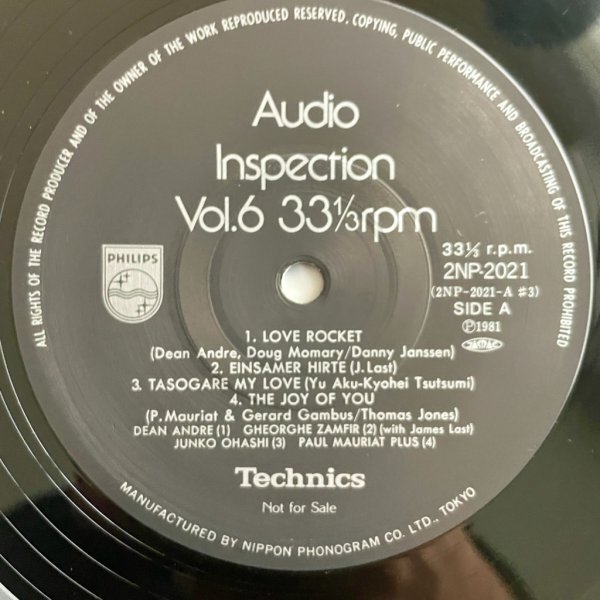 ALL RIGHTS OF THE RECORD PRODUCER AND OF THE OWNER OF THE WORK REPRODUCED RESERVED. COPYING, PUBLIC PERFORMANCE AND BROADCASTING OF THIS RECORD PROHIBITED
Audio
Inspection
Vol.6 33⅓rpm
PHILIPS
33⅓ r.p.m.
2NP-2021
(2NP-2021-A #3)
SIDE A
Ⓟ1981
JASRAC
1. LOVE ROCKET
(Dean Andre, Doug Momary/Danny Janssen)
2. EINSAMER HIRTE (J. Last)
3. TASOGARE MY LOVE (Yu Aku-Kyohei Tsutsumi)
4. THE JOY OF YOU
(P. Mauriat & Gerard Gambus/Thomas Jones)
DEAN ANDRE (1) GHEORGHE ZAMFIR (2) (with James Last)
JUNKO OHASHI (3) PAUL MAURIAT PLUS (4)
Technics
Not for Sale
MANUFACTURED BY NIPPON PHONOGRAM CO. LTD., TOKYO